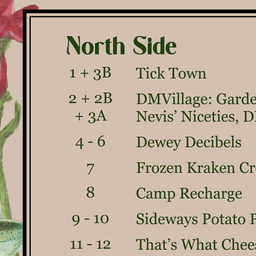 North Side
1 + 3B Tick Town
2 + 2B DMVillage: Garde
+ 3A Nevis' Niceties, D
4 - 6 Dewey Decibels
7 Frozen Kraken Cr
8 Camp Recharge
9 - 10 Sideways Potato
11 - 12 That's What Chee